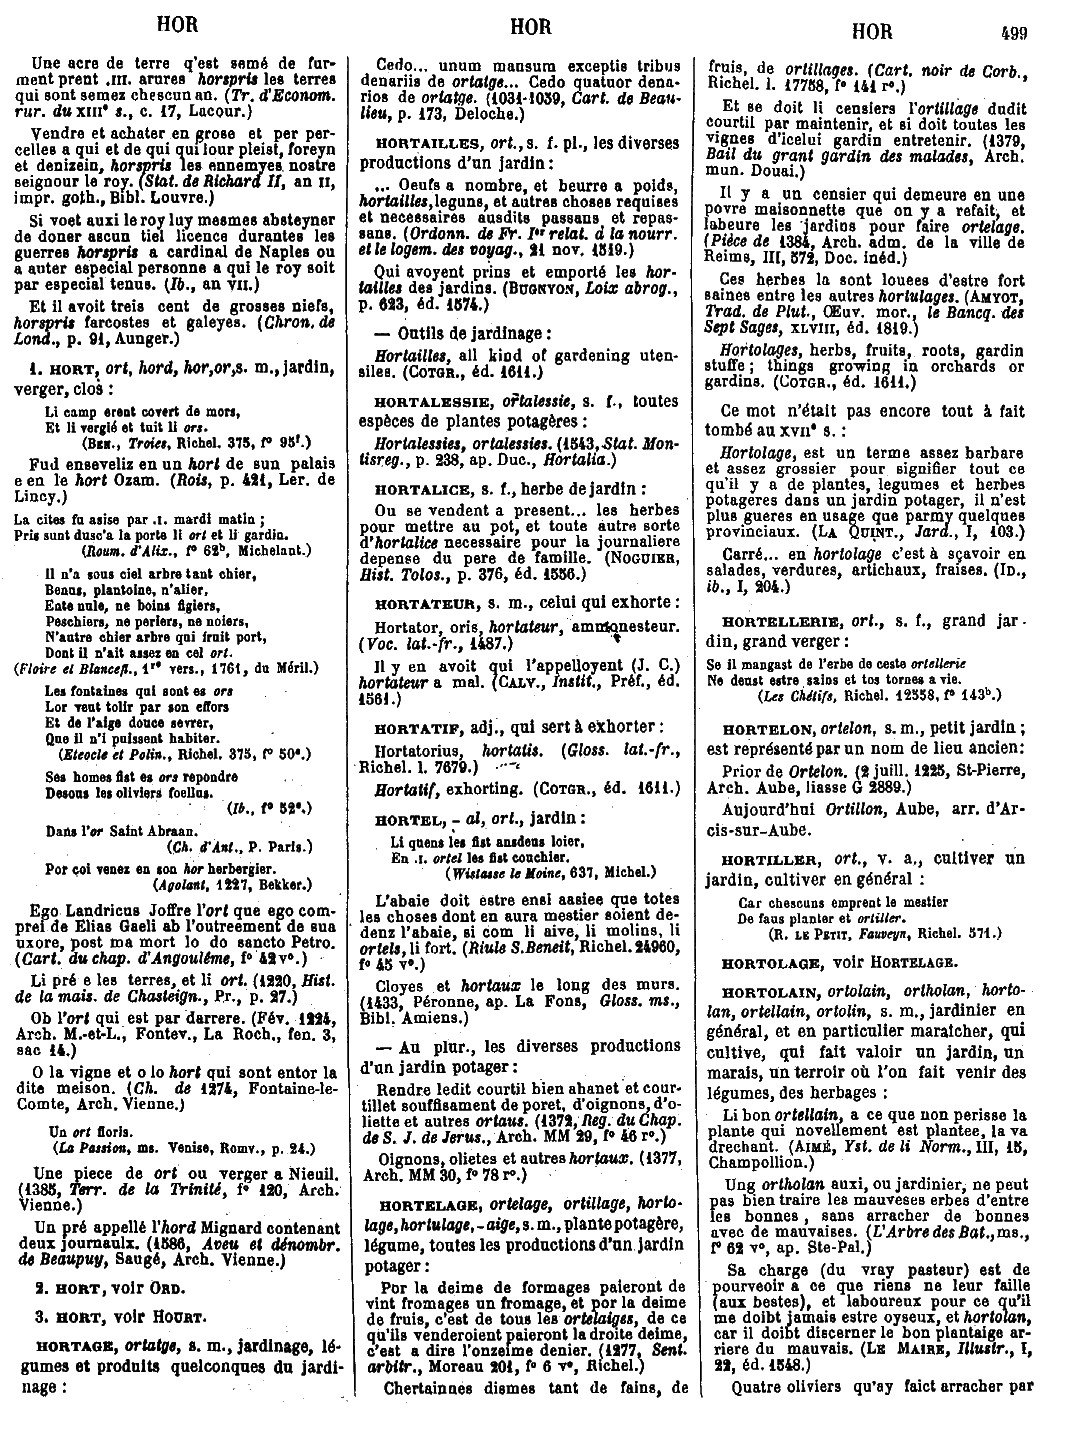 HOR
HOR
HOR
499
Une acre de terre q'est semé de fur-
ment prent .III. arures horspris les terres
qui sont semez chescun an. (Tr. d'Econom.
rur. du XIIIe s., c. 17, Lacour.)
Vendre et achater en grose et per per-
celles a qui et de qui qui lour pleist, foreyn
et denizein, horspris les ennemyes nostre
seignour le roy. (Stat. de Richard II, an II,
impr. goth., Bibl. Louvre.)
Si voet auxi le roy luy mesmes absteyner
de doner ascun tiel licence durantes les
guerres horspris a cardinal de Naples ou
a auter especial personne a qui le roy soit
par especial tenus. (Ib., an VII.)
Et il avoit treis cent de grosses niefs,
horspris farcostes et galeyes. (Chron. de
Lond., p. 91, Aunger.)
1. HORT, ort, hord, hor, or, s. m., jardin,
verger, clos :
Li camp erent covert de mors,
Et li vergié et tuit li ors.
(BEN., Troies, Richel. 375, fo 95f.)
Fud enseveliz en un hort de sun palais
e en le hort Ozam. (Rois, p. 421, Ler. de
Lincy.)
La cites fu asise par .I. mardi matin ;
Pris sunt dusc'a la porte li ort et li gardin.
(Roum. d'Alix., fo 62b, Michelant.)
Il n'a sous ciel arbre tant chier,
Benus, plantoine, n'alier,
Ente nule, ne boins figiers,
Peschiers, ne periers, ne noiers,
N'autre chier arbre qui fruit port,
Dont il n'ait assez en cel ort.
(Floire et Blancefl., 1re vers., 1761, du Méril.)
Les fontaines qui sont es ors
Lor veut tolir par son effors
Et de l'aige douce sevrer,
Que il n'i puissent habiter.
(Eteocle et Polin., Richel. 375, fo 50e.)
Ses homes fist es ors repondre
Desous les oliviers foellus.
(Ib., fo 52e.)
Dans l'or Saint Abraan.
(Ch. d'Ant., P. Paris.)
Por çoi venez en son hor herbergier.
(Agolant, 1227, Bekker.)
Ego Landricus Joffre l'ort que ego com-
prei de Elias Gaeli ab l'outreement de sua
uxore, post ma mort lo do sancto Petro.
(Cart. du chap. d'Angoulême, fo 42 vo.)
Li pré e les terres, et li ort. (1220, Hist.
de la mais. de Chasteign., Pr., p. 27.)
Ob l'ort qui est par darrere. (Fév. 1224,
Arch. M.-et-L., Fontev., La Roch., fen. 3,
sac 14.)
O la vigne et o lo hort qui sont entor la
dite meison. (Ch. de 1274, Fontaine-le-
Comte, Arch. Vienne.)
Un ort floris.
(La Passion, ms. Venise, Romv., p. 24.)
Une piece de ort ou verger a Nieuil.
(1385, Terr. de la Trinité, fo 120, Arch.
Vienne.)
Un pré appellé l'hord Mignard contenant
deux journaulx. (1586, Aveu et dénombr.
de Beaupuy, Saugé, Arch. Vienne.)
2. HORT, voir ORD.
3. HORT, voir HOURT.
HORTAGE, ortatge, s. m., jardinage, lé-
gumes et produits quelconques du jardi-
nage :
Cedo... unum mansum exceptis tribus
denariis de ortatge... Cedo quatuor dena-
rios de ortatge. (1031-1059, Cart. de Beau-
lieu, p. 173, Deloche.)
HORTAILLES, ort., s. f. pl., les diverses
productions d'un jardin :
... Oeufs a nombre, et beurre a poids,
hortailles, leguns, et autres choses requises
et necessaires ausdits passans et repas-
sans. (Ordonn. de Fr. Ier relat. à la nourr.
et le logem. des voyag., 21 nov. 1519.)
Qui avoyent prins et emporté les hor-
tailles des jardins. (BUGNYON, Loix abrog.,
p. 623, éd. 1574.)
— Outils de jardinage :
Hortailles, all kind of gardening uten-
siles. (COTGR., éd. 1611.)
HORTALESSIE, ortalessie, s. f., toutes
espèces de plantes potagères :
Hortalessies, ortalessies. (1543, Stat. Mon-
tisreg., p. 238, ap. Duc., Hortalia.)
HORTALICE, s. f., herbe de jardin :
Ou se vendent a present... les herbes
pour mettre au pot, et toute autre sorte
d'hortalice necessaire pour la journaliere
depense du pere de famille. (NOGUIER,
Hist. Tolos., p. 376, éd. 1556.)
HORTATEUR, s. m., celui qui exhorte :
Hortator, oris, hortateur, ammonesteur.
(Voc. lat.-fr., 1487.)
Il y en avoit qui l'appelloyent (J. C.)
hortateur a mal. (CALV., Instit., Préf., éd.
1561.)
HORTATIF, adj., qui sert à exhorter :
Hortatorius, hortatis. (Gloss. lat.-fr.,
Richel. l. 7679.)
Hortatif, exhorting. (COTGR., éd. 1611.)
HORTEL, - al, ort., jardin :
Li quens les fist ansdeus loier,
En .I. ortel les fist couchier.
(Wistasse le Moine, 637, Michel.)
L'abaie doit estre ensi aasiee que totes
les choses dont en aura mestier soient de-
denz l'abaie, si com li aive, li molins, li
ortels, li fort. (Riule S. Beneit, Richel. 24960,
fo 45 vo.)
Cloyes et hortaux le long des murs.
(1433, Péronne, ap. La Fons, Gloss. ms.,
Bibl. Amiens.)
— Au plur., les diverses productions
d'un jardin potager :
Rendre ledit courtil bien ahanet et cour-
tillet souffisament de poret, d'oignons, d'o-
liette et autres ortaus. (1372, Reg. du Chap.
de S. J. de Jerus., Arch. MM 29, fo 46 ro.)
Oignons, olietes et autres hortaux. (1377,
Arch. MM 30, fo 78 ro.)
HORTELAGE, ortelage, ortillage, horto-
lage, hortulage, - aige, s. m., plante potagère,
légume, toutes les productions d'un jardin
potager :
Por la deime de formages paieront de
vint fromages un fromage, et por la deime
de fruis, c'est de tous les ortelaiges, de ce
qu'ils venderoient paieront la droite deime,
c'est a dire l'onzeime denier. (1277, Sent.
arbitr., Moreau 201, fo 6 vo, Richel.)
Chertainnes dismes tant de fains, de
fruis, de ortillages. (Cart. noir de Corb.,
Richel. l. 17758, fo 141 ro.)
Et se doit li censiers l'ortillage dudit
courtil par maintenir, et si doit toutes les
vignes d'icelui gardin entretenir. (1379,
Bail du grant gardin des malades, Arch.
mun. Douai.)
Il y a un censier qui demeure en une
povre maisonnette que on y a refait, et
labeure les jardins pour faire ortelage.
(Pièce de 1384, Arch. adm. de la ville de
Reims, III, 572, Doc. inéd.)
Ces herbes la sont louees d'estre fort
saines entre les autres hortulages. (AMYOT,
Trad. de Plut., Œuv. mor., le Bancq. des
Sept Sages, XLVIII, éd. 1819.)
Hortolages, herbs, fruits, roots, gardin
stuffe ; things growing in orchards or
gardins. (COTGR., éd. 1611.)
Ce mot n'était pas encore tout à fait
tombé au XVIIe s. :
Hortolage, est un terme assez barbare
et assez grossier pour signifier tout ce
qu'il y a de plantes, legumes et herbes
potageres dans un jardin potager, il n'est
plus gueres en usage que parmy quelques
provinciaux. (LA QUINT., Jard., I, 103.)
Carré... en hortolage c'est à sçavoir en
salades, verdures, artichaux, fraises. (ID.,
ib., I, 204.)
HORTELLERIE, ort., s. f., grand jar-
din, grand verger :
Se il mangast de l'erbe de ceste ortellerie
Ne deust estre sains et tos tornes a vie.
(Les Chétifs, Richel. 12558, fo 143b.)
HORTELON, ortelon, s. m., petit jardin ;
est représenté par un nom de lieu ancien:
Prior de Ortelon. (2 juill. 1225, St-Pierre,
Arch. Aube, liasse G 2889.)
Aujourd'hui Ortillon, Aube, arr. d'Ar-
cis-sur-Aube.
HORTILLER, ort., v. a., cultiver un
jardin, cultiver en général :
Car chescuns emprent le mestier
De faus planter et ortiller.
(R. LE PETIT, Fauveyn, Richel. 571.)
HORTOLAGE, voir HORTELAGE.
HORTOLAIN, ortolain, ortholan, horto-
lan, ortellain, ortolin, s. m., jardinier en
général, et en particulier maraîcher, qui
cultive, qui fait valoir un jardin, un
marais, un terroir où l'on fait venir des
légumes, des herbages :
Li bon ortellain, a ce que non perisse la
plante qui novellement est plantee, la va
drechant. (AIMÉ, Yst. de li Norm., III, 15,
Champollion.)
Ung ortholan auxi, ou jardinier, ne peut
pas bien traire les mauveses erbes d'entre
les bonnes, sans arracher de bonnes
avec de mauvaises. (L'Arbre des Bat., ms.,
fo 62 vo, ap. Ste-Pal.)
Sa charge (du vray pasteur) est de
pourveoir a ce que riens ne leur faille
(aux bestes), et laboureux pour ce qu'il
me doibt jamais estre oyseux, et hortolan,
car il doibt discerner le bon plantaige ar-
riere du mauvais. (LE MAIRE, Illustr., I,
22, éd. 1548.)
Quatre oliviers qu'ay faict arracher par